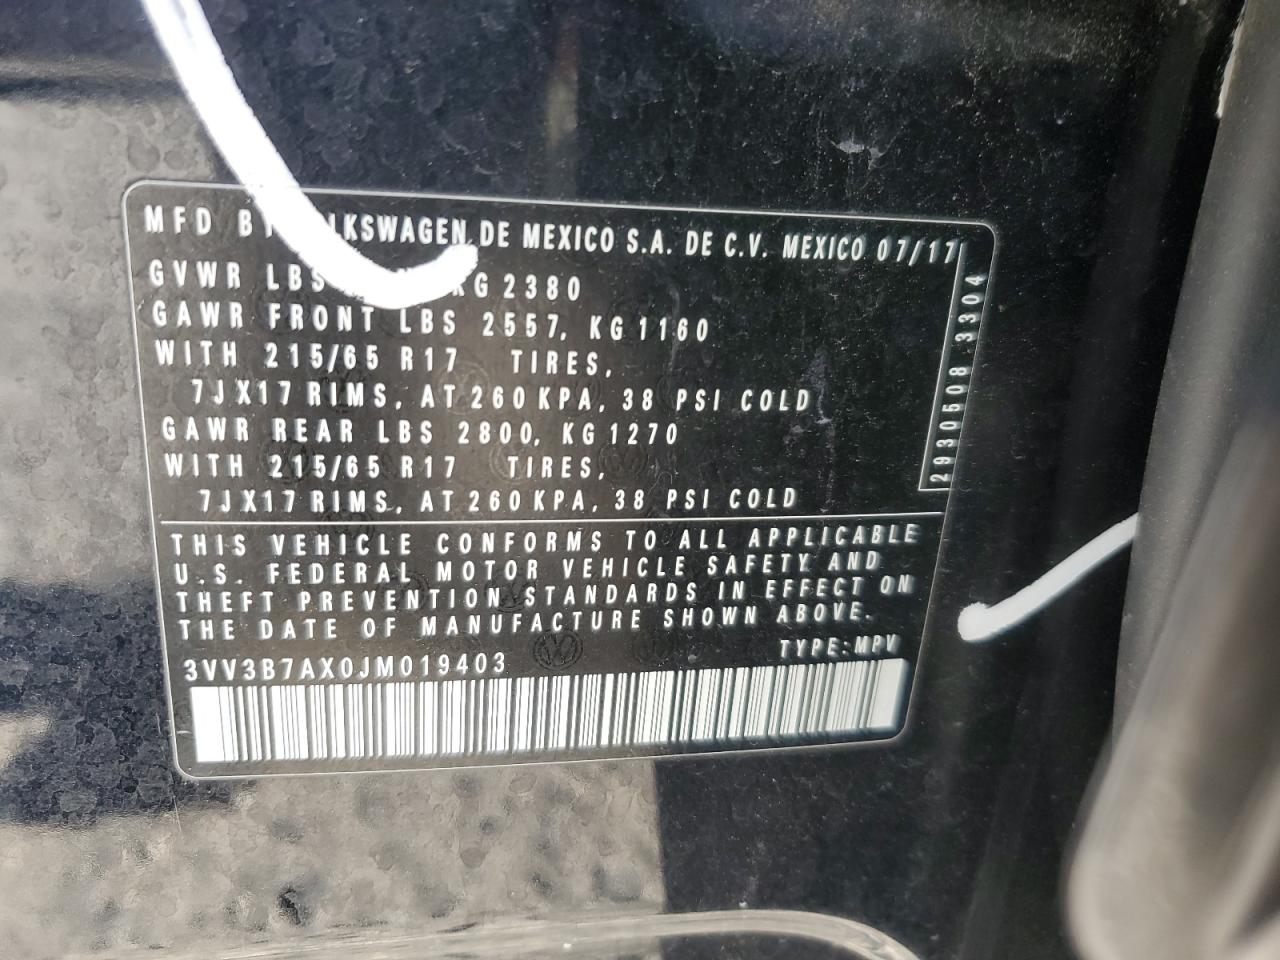 MFD BY VOLKSWAGEN DE MEXICO S.A. DE C.V. MEXICO 07/17
GVWR LBS KG 2380
GAWR FRONT LBS 2557, KG 1160
WITH 215/65 R17 TIRES,
7JX17 RIMS, AT 260 KPA, 38 PSI COLD
GAWR REAR LBS 2800, KG 1270
WITH 215/65 R17 TIRES,
7JX17 RIMS, AT 260 KPA, 38 PSI COLD
2930508 3304
THIS VEHICLE CONFORMS TO ALL APPLICABLE
U.S. FEDERAL MOTOR VEHICLE SAFETY AND
THEFT PREVENTION STANDARDS IN EFFECT ON
THE DATE OF MANUFACTURE SHOWN ABOVE.
TYPE:MPV
3VV3B7AX0JM019403